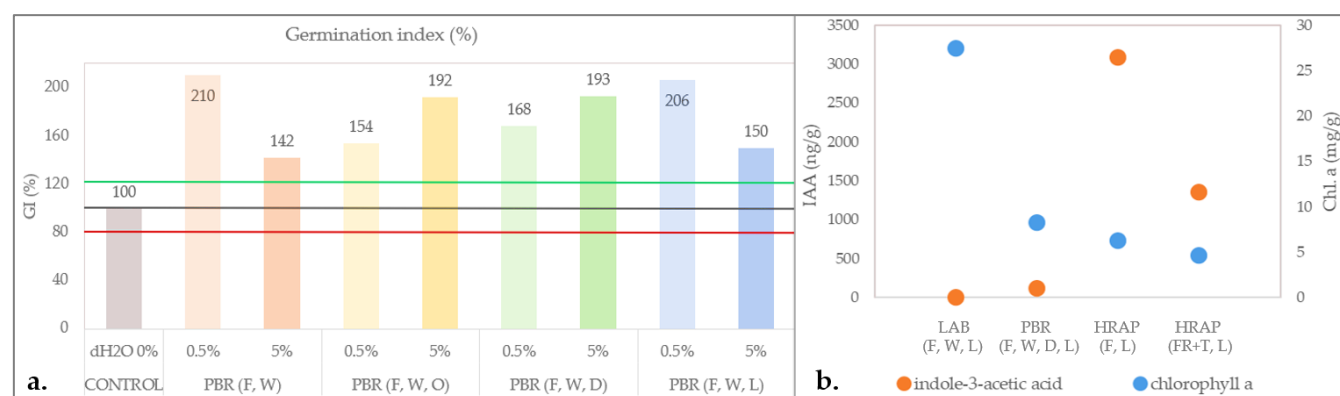 Germination index (%)
GI (%)
200
160
120
80
40
0
100
210
142
154
192
168
193
206
150
dH2O 0%
0.5%
5%
0.5%
5%
0.5%
5%
0.5%
5%
CONTROL
PBR (F, W)
PBR (F, W, O)
PBR (F, W, D)
PBR (F, W, L)
a.
IAA (ng/g)
3500
3000
2500
2000
1500
1000
500
0
Chl. a (mg/g)
30
25
20
15
10
5
0
LAB
(F, W, L)
PBR
(F, W, D, L)
HRAP
(F, L)
HRAP
(FR+T, L)
b.
indole-3-acetic acid
chlorophyll a